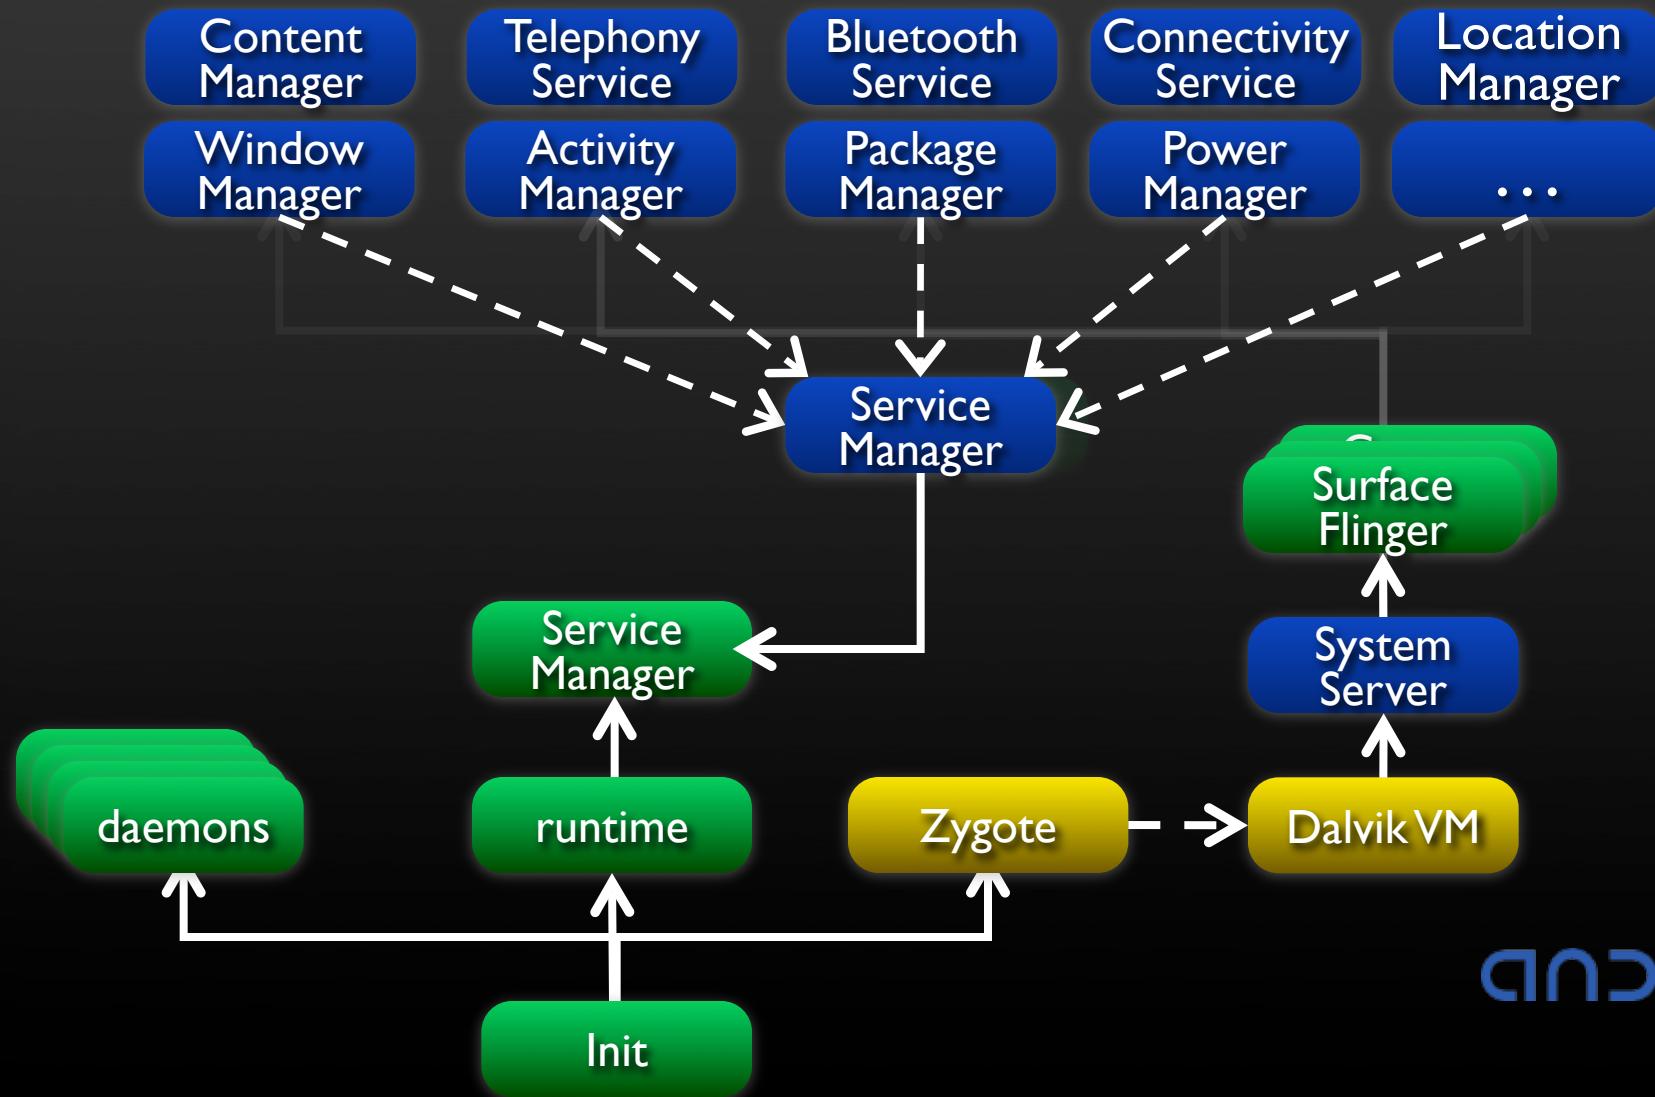 Content
Manager
Telephony
Service
Bluetooth
Service
Connectivity
Service
Location
Manager
Window
Manager
Activity
Manager
Package
Manager
Power
Manager
...
Service
Manager
Surface
Flinger
Service
Manager
System
Server
daemons
runtime
Zygote
Dalvik VM
Init